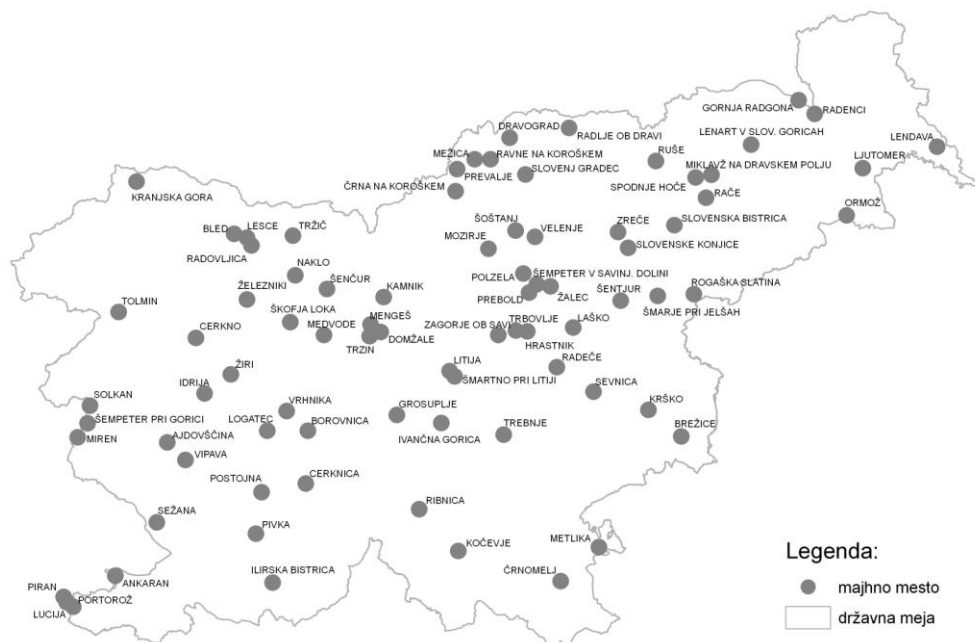 GORNJA RADGONA
RADENCI
DRAVOGRAD
RADLJE OB DRAVI
LENART V SLOV. GORICAH
LENDAVA
MEŽICA
RAVNE NA KOROŠKEM
RUŠE
LJUTOMER
PREVALJE
SLOVENJ GRADEC
MIKLAVŽ NA DRAVSKEM POLJU
ČRNA NA KOROŠKEM
SPODNJE HOČE
RAČE
KRANJSKA GORA
ORMOŽ
ŠOŠTANJ
ZREČE
SLOVENSKA BISTRICA
BLED
LESCE
TRŽIČ
MOZIRJE
VELENJE
SLOVENSKE KONJICE
RADOVLJICA
NAKLO
POLZELA
ŠEMPETER V SAVINJ. DOLINI
ROGAŠKA SLATINA
ŽELEZNIKI
ŠENČUR
KAMNIK
ŠENTJUR
PREBOLD
ŽALEC
TOLMIN
ŠMARJE PRI JELŠAH
ŠKOFJA LOKA
MENGEŠ
TRBOVLJE
LAŠKO
CERKNO
MEDVODE
ZAGORJE OB SAVI
DOMŽALE
TRZIN
HRASTNIK
LITIJA
RADEČE
ŽIRI
ŠMARTNO PRI LITIJI
IDRIJA
SEVNICA
SOLKAN
VRHNIKA
GROSUPLJE
KRŠKO
ŠEMPETER PRI GORICI
LOGATEC
BOROVNICA
TREBNJE
BREŽICE
MIREN
AJDOVŠČINA
IVANČNA GORICA
VIPAVA
POSTOJNA
CERKNICA
RIBNICA
SEŽANA
PIVKA
METLIKA
KOČEVJE
Legenda:
ILIRSKA BISTRICA
ČRNOMELJ
ANKARAN
majhno mesto
PIRAN
PORTOROŽ
LUCIJA
državna meja